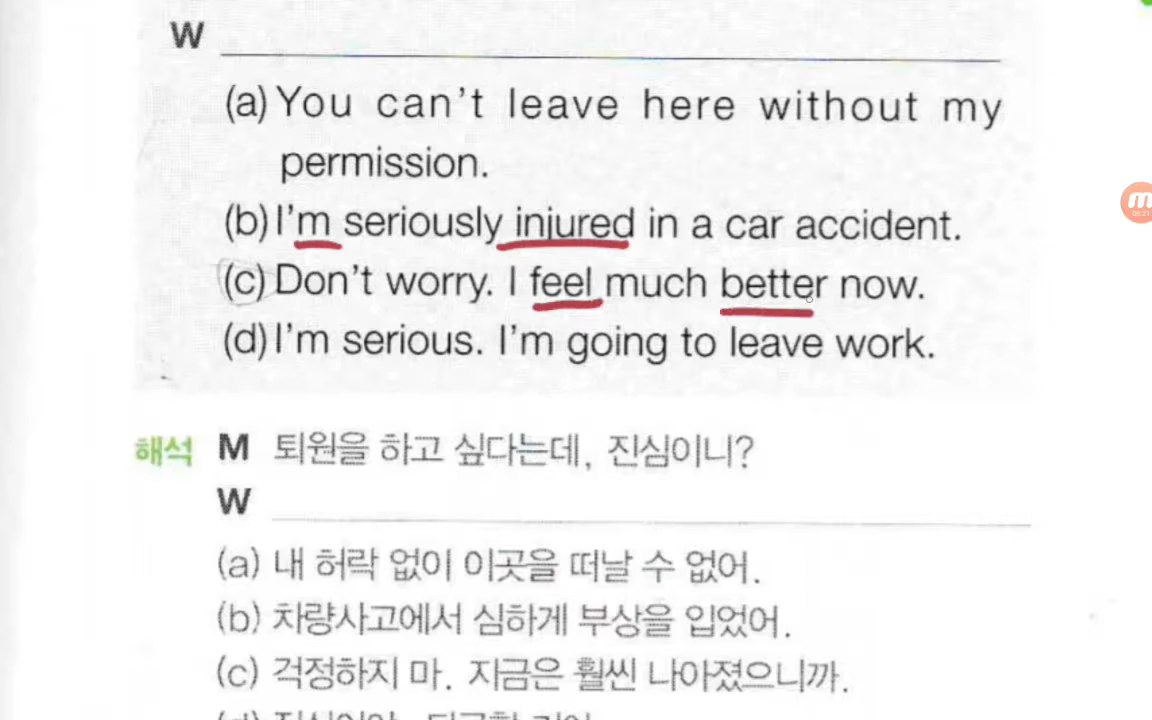 W
(a) You can't leave here without my
permission.
(b) I'm seriously injured in a car accident.
(c) Don't worry. I feel much better now.
(d) I'm serious. I'm going to leave work.
해석 M 퇴원을 하고 싶다는데, 진심이니?
W
(a) 내 허락 없이 이곳을 떠날 수 없어.
(b) 차량사고에서 심하게 부상을 입었어.
(c) 걱정하지 마. 지금은 훨씬 나아졌으니까.